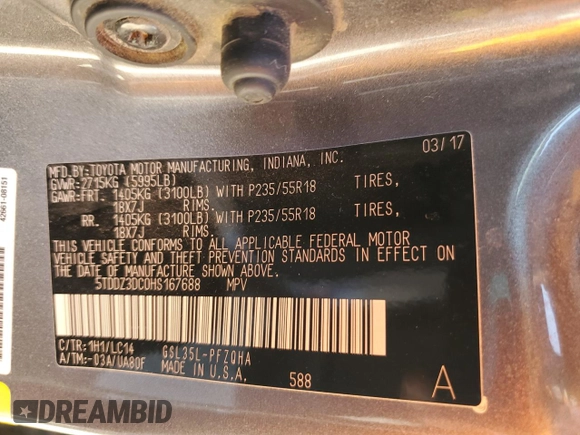 MFD.BY:TOYOTA MOTOR MANUFACTURING, INDIANA, INC. 03/17
GVWR:2715KG (5995LB)
GAWR:FRT. 1405KG (3100LB) WITH P235/55R18 TIRES,
18X7J RIMS.
RR. 1405KG (3100LB) WITH P235/55R18 TIRES,
18X7J RIMS.
THIS VEHICLE CONFORMS TO ALL APPLICABLE FEDERAL MOTOR
VEHICLE SAFETY AND THEFT PREVENTION STANDARDS IN EFFECT ON
THE DATE OF MANUFACTURE SHOWN ABOVE.
5TDDZ3DC0HS167688 MPV
C/TR:1H1/LC14 GSL35L-PFZQHA
A/TM:-03A/UA80F MADE IN U.S.A.
588 A
42661-08151
DREAMBID